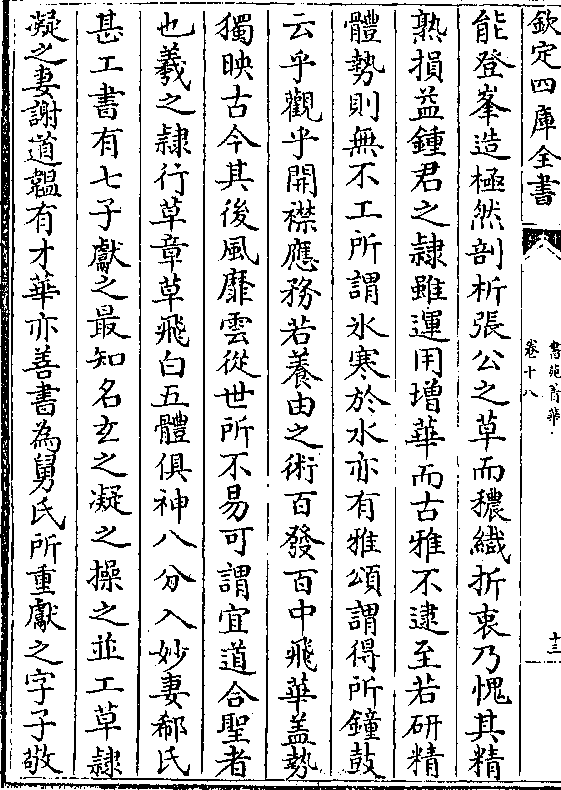 欽定四庫全書
書苑菁華
卷十八
十三
能登峯造極然剖析張公之草而穠纖折衷乃愧其精
熟損益鍾君之隸雖運用增華而古雅不逮至若研精
體勢則無不工所謂氷寒於水亦有雅頌謂得所鐘鼓
云乎觀乎開襟應務若養由之術百發百中飛華蓋勢
獨映古今其後風靡雲從世所不易可謂宜道合聖者
也羲之隸行草章草飛白五體俱神八分入妙妻郗氏
甚工書有七子獻之最知名玄之凝之操之並工草隸
凝之妻謝道韞有才華亦善書為舅氏所重獻之字子敬